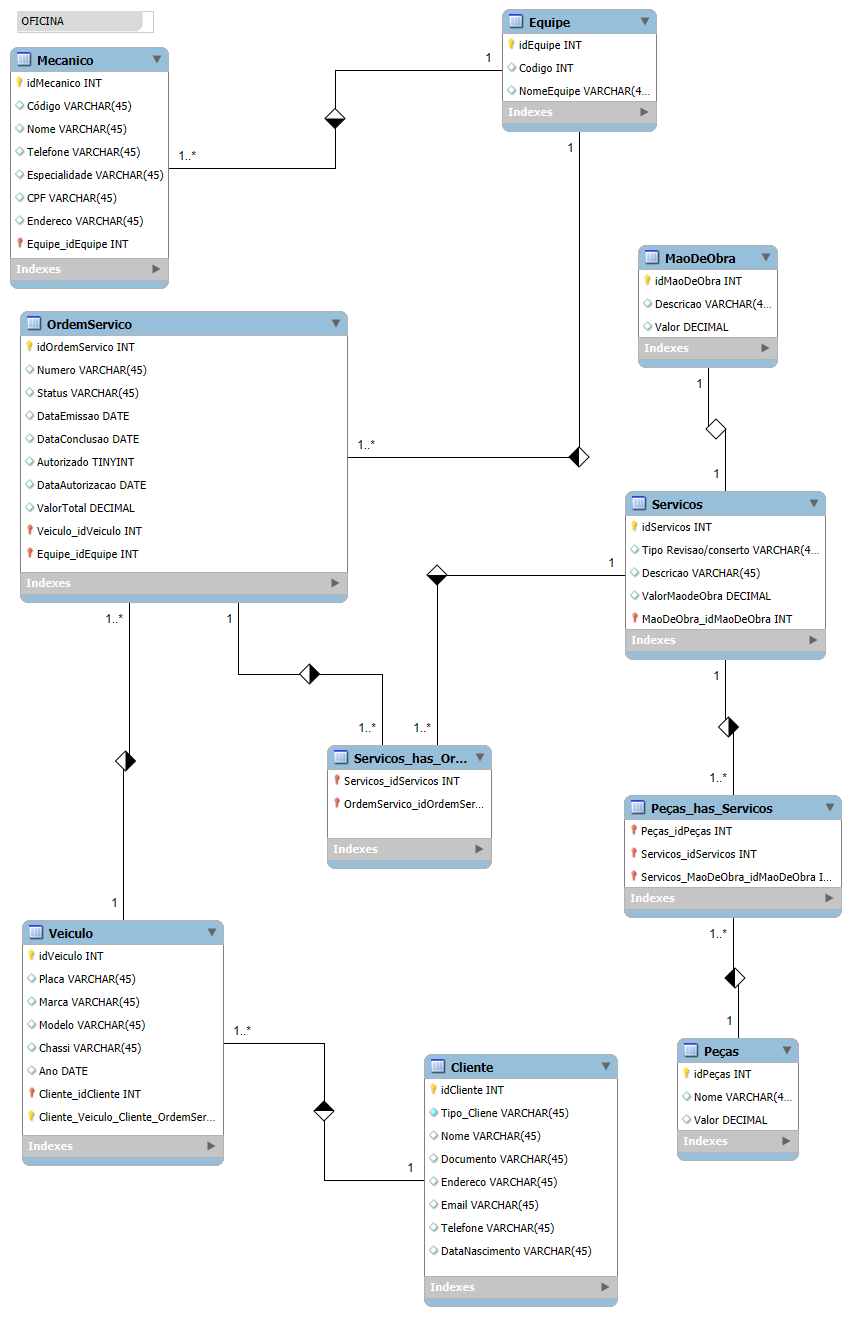 OFICINA
Mecanico
idMecanico INT
Código VARCHAR(45)
Nome VARCHAR(45)
Telefone VARCHAR(45)
Especialidade VARCHAR(45)
CPF VARCHAR(45)
Endereco VARCHAR(45)
Equipe_idEquipe INT
Indexes
1..*
1
Equipe
idEquipe INT
Codigo INT
NomeEquipe VARCHAR(4...
Indexes
1
MaoDeObra
idMaoDeObra INT
Descricao VARCHAR(4...
Valor DECIMAL
Indexes
1
1
OrdemServico
idOrdemServico INT
Numero VARCHAR(45)
Status VARCHAR(45)
DataEmissao DATE
DataConclusao DATE
Autorizado TINYINT
DataAutorizacao DATE
ValorTotal DECIMAL
Veiculo_idVeiculo INT
Equipe_idEquipe INT
Indexes
1..*
1..*
1
Servicos
idServicos INT
Tipo Revisao/conserto VARCHAR(4...
Descricao VARCHAR(45)
ValorMaodeObra DECIMAL
MaoDeObra_idMaoDeObra INT
Indexes
1
1
1..*
1..*
1..*
Servicos_has_Or...
Servicos_idServicos INT
OrdemServico_idOrdemSer...
Indexes
Peças_has_Servicos
Peças_idPeças INT
Servicos_idServicos INT
Servicos_MaoDeObra_idMaoDeObra I...
Indexes
1..*
1
Peças
idPeças INT
Nome VARCHAR(4...
Valor DECIMAL
Indexes
1
Veiculo
idVeiculo INT
Placa VARCHAR(45)
Marca VARCHAR(45)
Modelo VARCHAR(45)
Chassi VARCHAR(45)
Ano DATE
Cliente_idCliente INT
Cliente_Veiculo_Cliente_OrdemSer...
Indexes
1..*
1
Cliente
idCliente INT
Tipo_Cliene VARCHAR(45)
Nome VARCHAR(45)
Documento VARCHAR(45)
Endereco VARCHAR(45)
Email VARCHAR(45)
Telefone VARCHAR(45)
DataNascimento VARCHAR(45)
Indexes